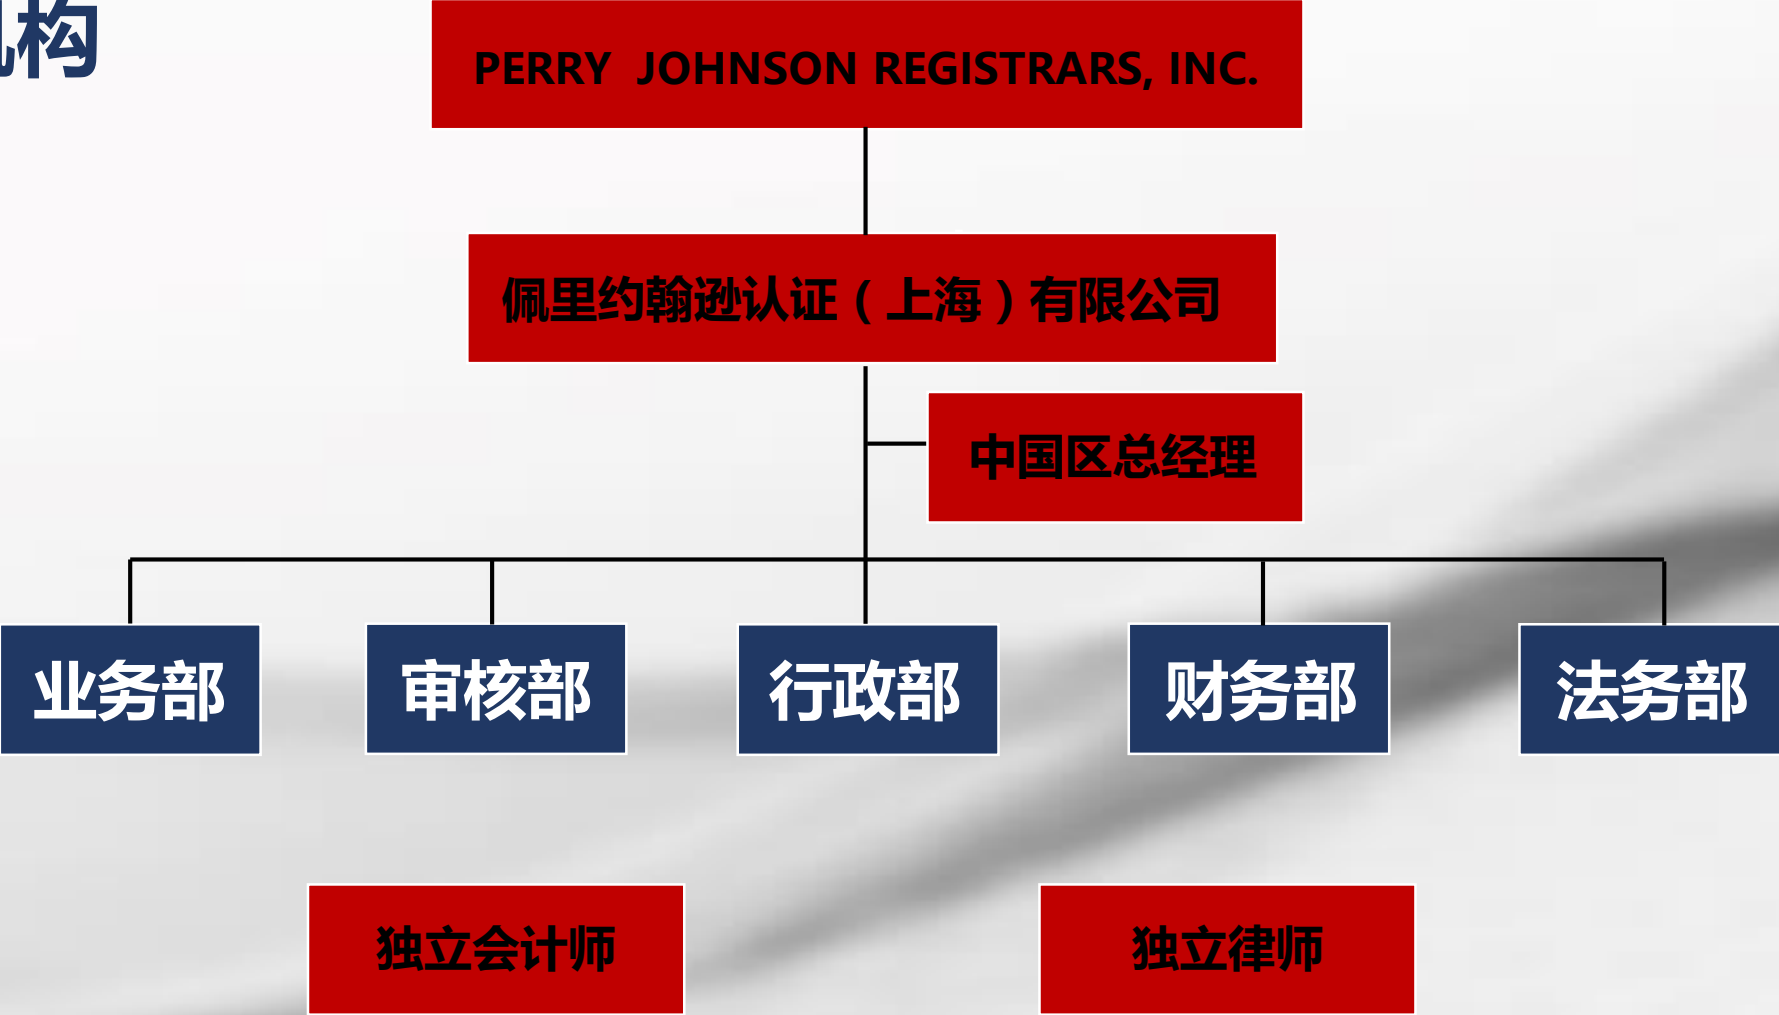 构
PERRY JOHNSON REGISTRARS, INC.
佩里约翰逊认证（上海）有限公司
中国区总经理
业务部 审核部 行政部 财务部 法务部
独立会计师 独立律师